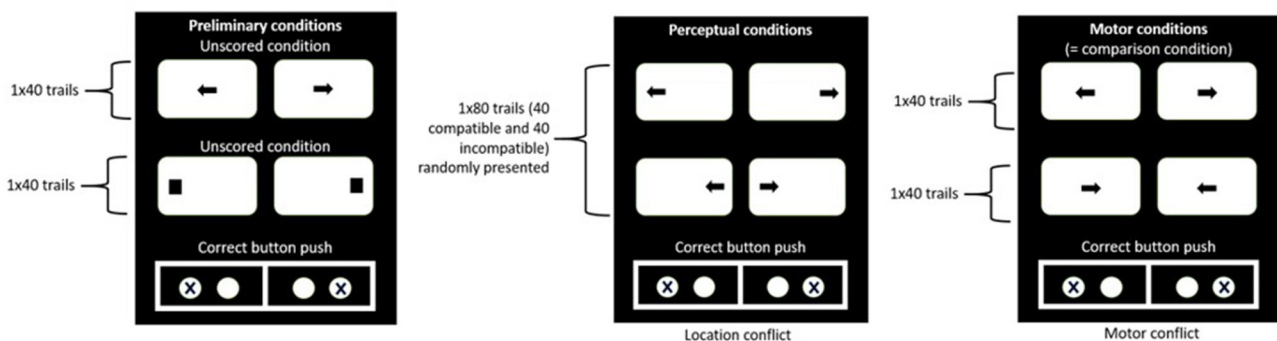 Preliminary conditions
Unscored condition
1x40 trails
Unscored condition
1x40 trails
Correct button push
X
X
Perceptual conditions
1x80 trails (40
compatible and 40
incompatible)
randomly presented
Correct button push
X
X
Location conflict
Motor conditions
(= comparison condition)
1x40 trails
1x40 trails
Correct button push
X
X
Motor conflict